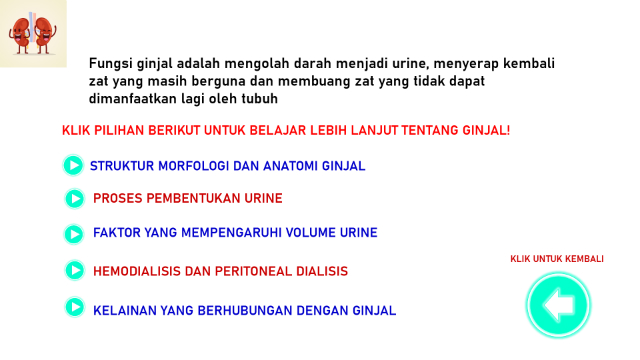 Fungsi ginjal adalah mengolah darah menjadi urine, menyerap kembali
zat yang masih berguna dan membuang zat yang tidak dapat
dimanfaatkan lagi oleh tubuh
KLIK PILIHAN BERIKUT UNTUK BELAJAR LEBIH LANJUT TENTANG GINJAL!
STRUKTUR MORFOLOGI DAN ANATOMI GINJAL
PROSES PEMBENTUKAN URINE
FAKTOR YANG MEMPENGARUHI VOLUME URINE
HEMODIALISIS DAN PERITONEAL DIALISIS
KELAINAN YANG BERHUBUNGAN DENGAN GINJAL
KLIK UNTUK KEMBALI